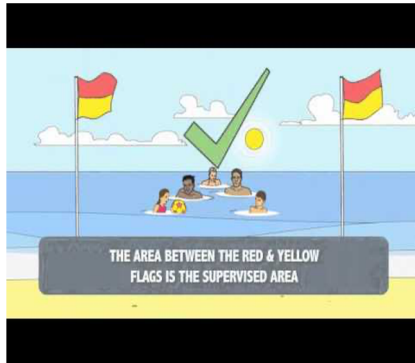 THE AREA BETWEEN THE RED & YELLOW
FLAGS IS THE SUPERVISED AREA